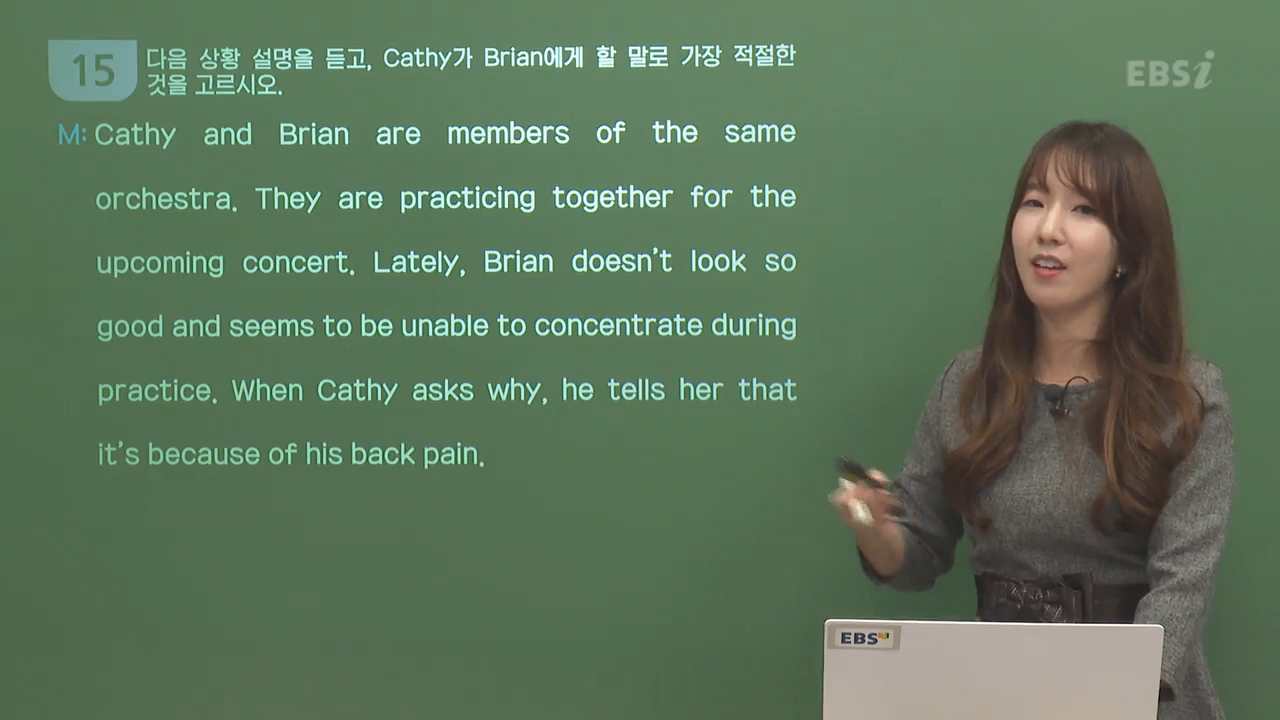 15
다음 상황 설명을 듣고, Cathy가 Brian에게 할 말로 가장 적절한
것을 고르시오.
EBSi
M: Cathy and Brian are members of the same
orchestra. They are practicing together for the
upcoming concert. Lately, Brian doesn't look so
good and seems to be unable to concentrate during
practice. When Cathy asks why, he tells her that
it's because of his back pain.
EBS